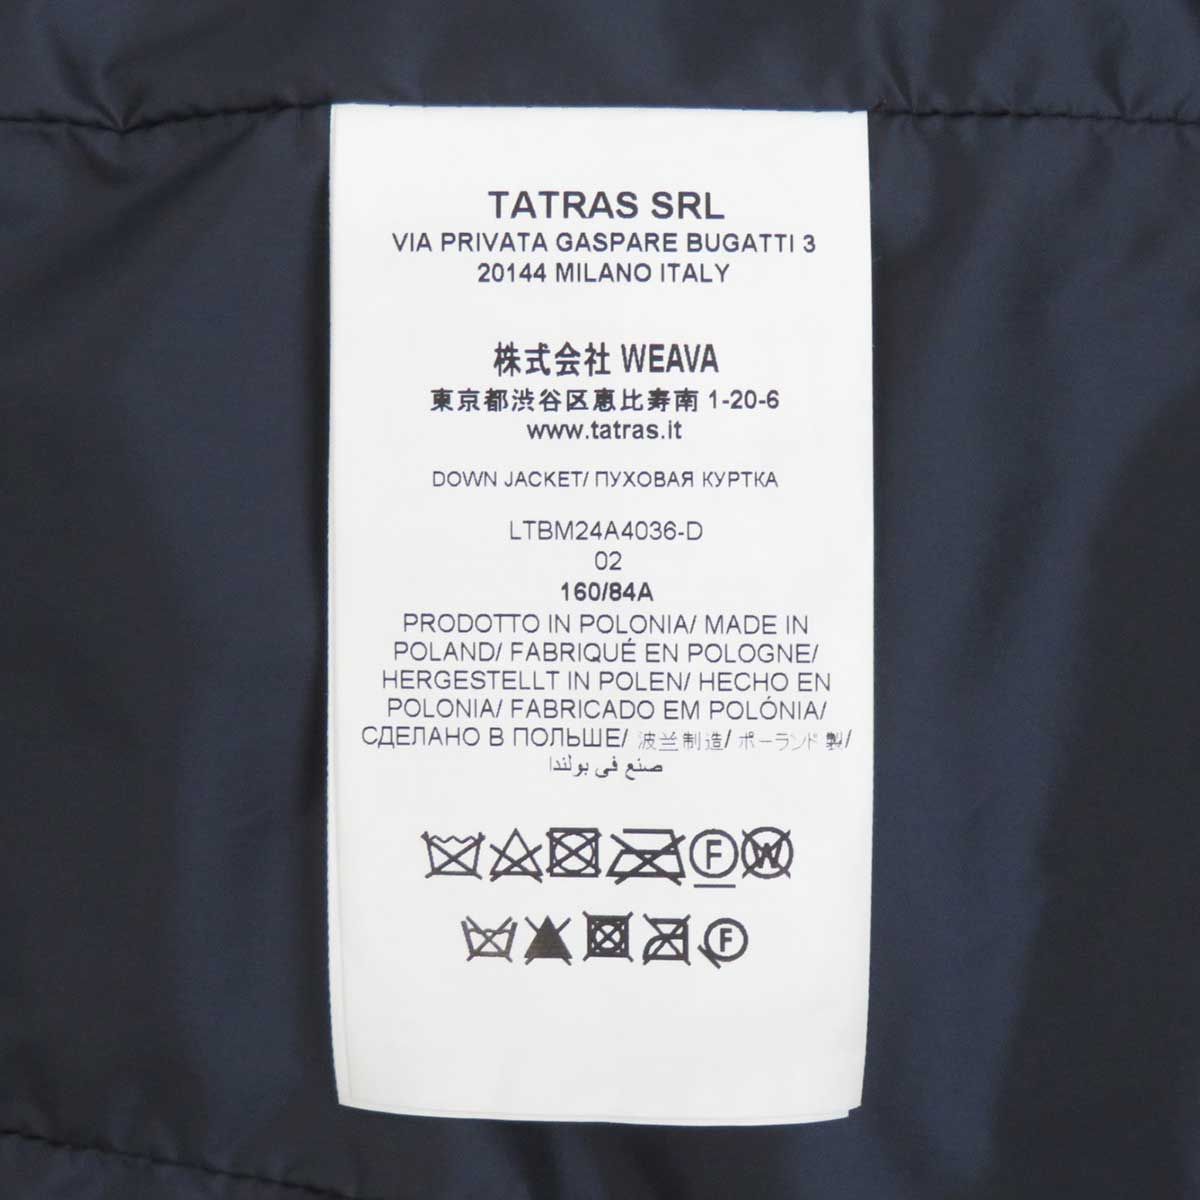 TATRAS SRL
VIA PRIVATA GASPARE BUGATTI 3
20144 MILANO ITALY
株式会社 WEAVA
東京都渋谷区恵比寿南 1-20-6
www.tatras.it
DOWN JACKET/ ПУХОВАЯ КУРТКА
LTBM24A4036-D
02
160/84A
PRODOTTO IN POLONIA/ MADE IN
POLAND/ FABRIQUÉ EN POLOGNE/
HERGESTELLT IN POLEN/ HECHO EN
POLONIA/ FABRICADO EM POLÓNIA/
СДЕЛАНО В ПОЛЬШЕ/ 波兰制造/ ポーランド製/
صنع في بولندا
F W
F